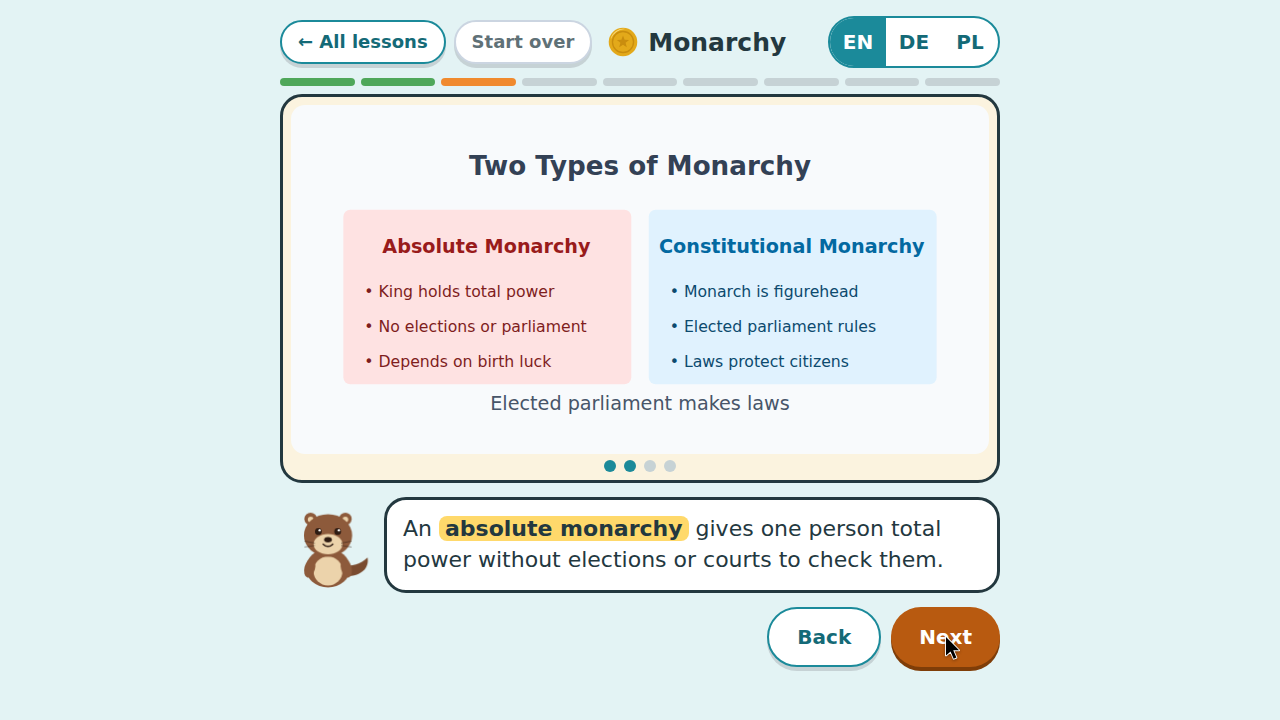 ← All lessons
Start over
Monarchy
EN
DE
PL
Two Types of Monarchy
Absolute Monarchy
• King holds total power
• No elections or parliament
• Depends on birth luck
Constitutional Monarchy
• Monarch is figurehead
• Elected parliament rules
• Laws protect citizens
Elected parliament makes laws
An absolute monarchy gives one person total
power without elections or courts to check them.
Back
Next